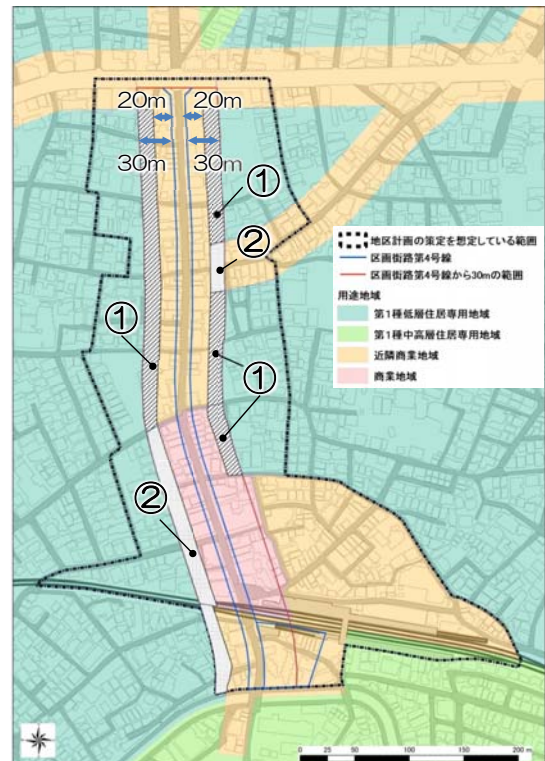 20m 20m
30m 30m
①
②
①
①
①
②
地区計画の策定を想定している範囲
区画街路第4号線
区画街路第4号線から30mの範囲
用途地域
第1種低層住居専用地域
第1種中高層住居専用地域
近隣商業地域
商業地域
0 25 50 100 150 200 m